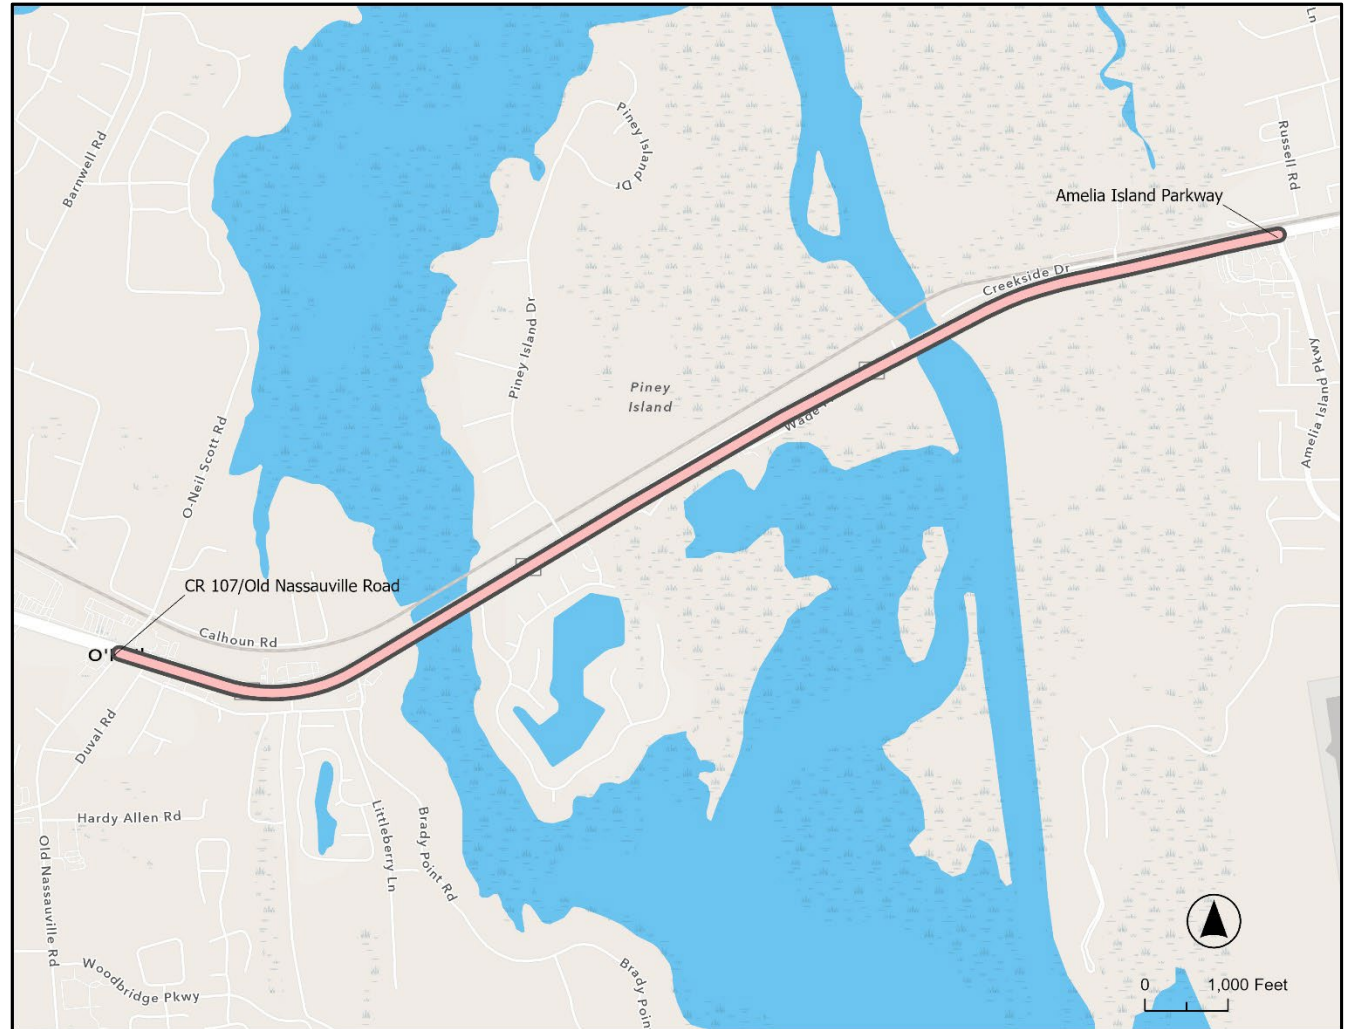 Ln
Barnwell Rd
Piney Island Dr
Russell Rd
Amelia Island Parkway
Creekside Dr
Piney Island Dr
Piney
Island
Amelia Island Pkwy
Wade
O-Neil Scott Rd
CR 107/Old Nassauville Road
Calhoun Rd
Duval Rd
Hardy Allen Rd
Littleberry Ln
Brady Point Rd
Old Nassauville Rd
Woodbridge Pkwy
Brady
0 1,000 Feet